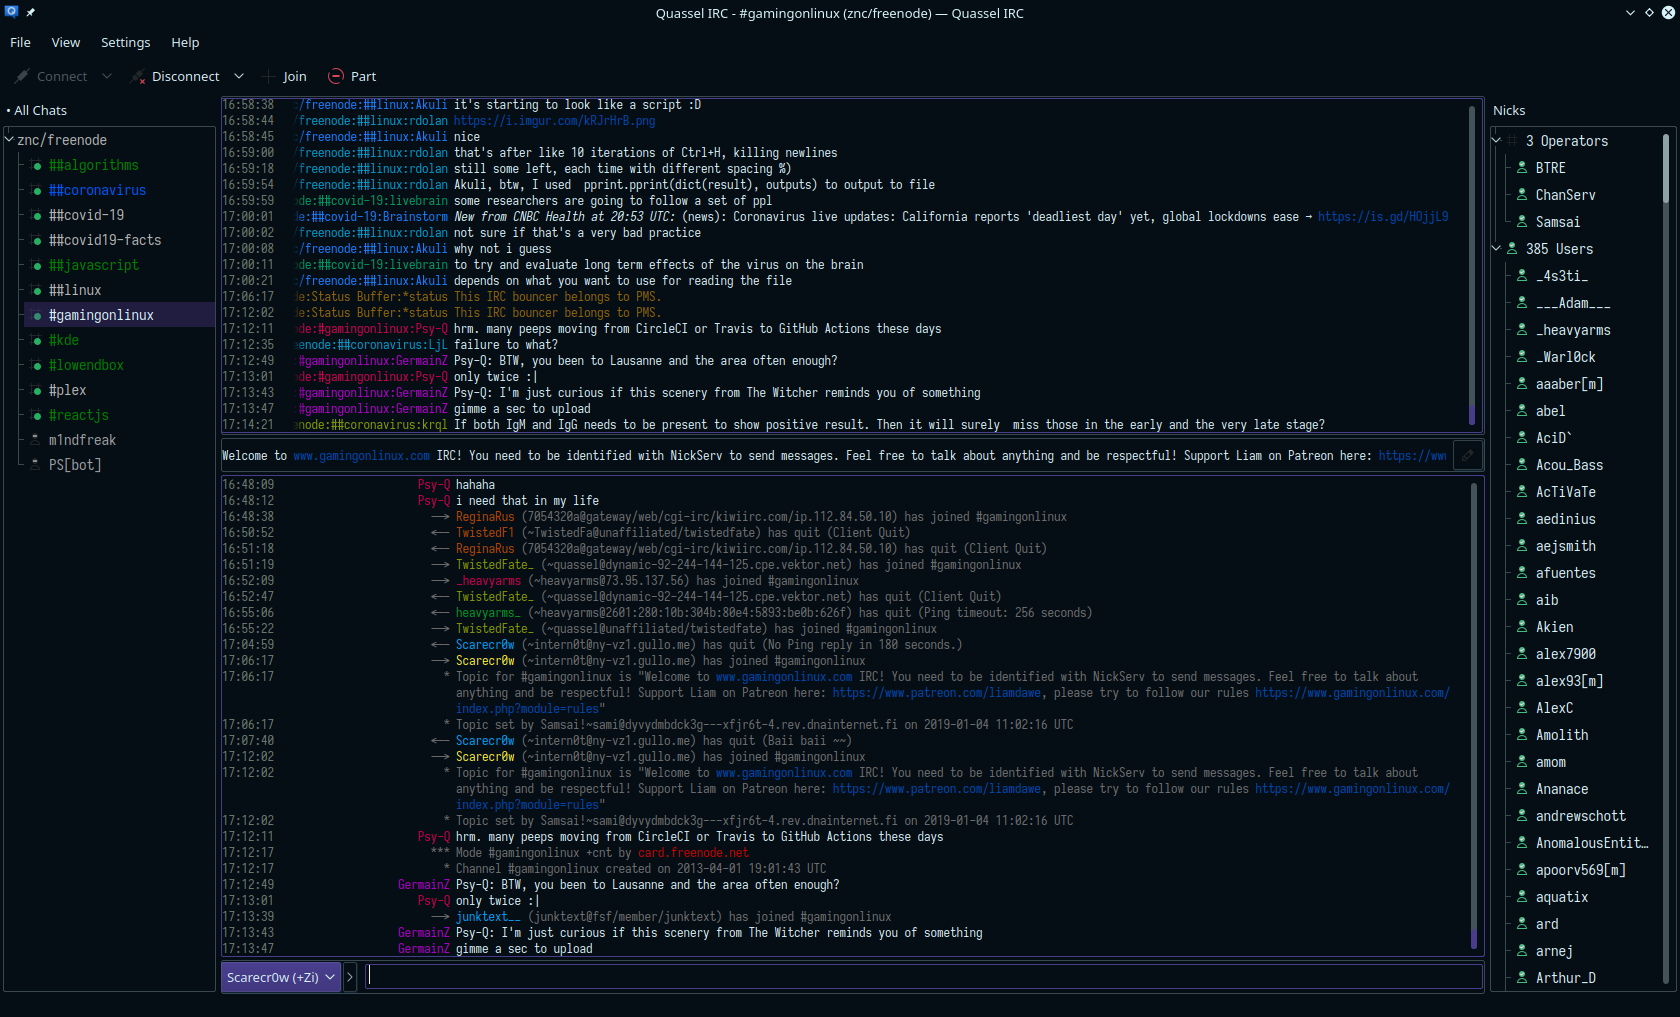 Quassel IRC - #gamingonlinux (znc/freenode) — Quassel IRC
File View Settings Help
Connect Disconnect Join Part
All Chats
znc/freenode
##algorithms
##coronavirus
##covid-19
##covid19-facts
##javascript
##linux
#gamingonlinux
#kde
#lowendbox
#plex
#reactjs
m1ndfreak
PS[bot]
16:58:38 :/freenode:##linux:Akuli it's starting to look like a script :D
16:58:44 /freenode:##linux:rdolan https://i.imgur.com/kRJrHrB.png
16:58:45 :/freenode:##linux:Akuli nice
16:59:00 /freenode:##linux:rdolan that's after like 10 iterations of Ctrl+H, killing newlines
16:59:18 /freenode:##linux:rdolan still some left, each time with different spacing %)
16:59:54 /freenode:##linux:rdolan Akuli, btw, I used  pprint.pprint(dict(result), outputs) to output to file
16:59:59 de:##covid-19:livebrain some researchers are going to follow a set of ppl
17:00:01 de:##covid-19:Brainstorm New from CNBC Health at 20:53 UTC: (news): Coronavirus live updates: California reports 'deadliest day' yet, global lockdowns ease → https://is.gd/HOjjL9
17:00:02 /freenode:##linux:rdolan not sure if that's a very bad practice
17:00:08 :/freenode:##linux:Akuli why not i guess
17:00:11 ode:##covid-19:livebrain to try and evaluate long term effects of the virus on the brain
17:00:21 :/freenode:##linux:Akuli depends on what you want to use for reading the file
17:06:17 de:Status Buffer:*status This IRC bouncer belongs to PMS.
17:12:02 de:Status Buffer:*status This IRC bouncer belongs to PMS.
17:12:11 ode:#gamingonlinux:Psy-Q hrm. many peeps moving from CircleCI or Travis to GitHub Actions these days
17:12:35 eenode:##coronavirus:LjL failure to what?
17:12:49 :#gamingonlinux:GermainZ Psy-Q: BTW, you been to Lausanne and the area often enough?
17:13:01 ode:#gamingonlinux:Psy-Q only twice :|
17:13:43 :#gamingonlinux:GermainZ Psy-Q: I'm just curious if this scenery from The Witcher reminds you of something
17:13:47 :#gamingonlinux:GermainZ gimme a sec to upload
17:14:21 enode:##coronavirus:krql If both IgM and IgG needs to be present to show positive result. Then it will surely  miss those in the early and the very late stage?
Welcome to www.gamingonlinux.com IRC! You need to be identified with NickServ to send messages. Feel free to talk about anything and be respectful! Support Liam on Patreon here: https://www
16:48:09 Psy-Q hahaha
16:48:12 Psy-Q i need that in my life
16:48:38 —> ReginaRus (7054320a@gateway/web/cgi-irc/kiwiirc.com/ip.112.84.50.10) has joined #gamingonlinux
16:50:52 <— TwistedF1 (~TwistedFa@unaffiliated/twistedfate) has quit (Client Quit)
16:51:18 <— ReginaRus (7054320a@gateway/web/cgi-irc/kiwiirc.com/ip.112.84.50.10) has quit (Client Quit)
16:51:19 —> TwistedFate_ (~quassel@dynamic-92-244-144-125.cpe.vektor.net) has joined #gamingonlinux
16:52:09 —> _heavyarms (~heavyarms@73.95.137.56) has joined #gamingonlinux
16:52:47 <— TwistedFate_ (~quassel@dynamic-92-244-144-125.cpe.vektor.net) has quit (Client Quit)
16:55:06 <— heavyarms_ (~heavyarms@2601:280:10b:304b:80e4:5893:be0b:626f) has quit (Ping timeout: 256 seconds)
16:55:22 —> TwistedFate_ (~quassel@unaffiliated/twistedfate) has joined #gamingonlinux
17:04:59 <— Scarecr0w (~intern0t@ny-vz1.gullo.me) has quit (No Ping reply in 180 seconds.)
17:06:17 —> Scarecr0w (~intern0t@ny-vz1.gullo.me) has joined #gamingonlinux
17:06:17 * Topic for #gamingonlinux is "Welcome to www.gamingonlinux.com IRC! You need to be identified with NickServ to send messages. Feel free to talk about
anything and be respectful! Support Liam on Patreon here: https://www.patreon.com/liamdawe, please try to follow our rules https://www.gamingonlinux.com/
index.php?module=rules"
17:06:17 * Topic set by Samsai!~sami@dyvydmbdck3g---xfjr6t-4.rev.dnainternet.fi on 2019-01-04 11:02:16 UTC
17:07:40 <— Scarecr0w (~intern0t@ny-vz1.gullo.me) has quit (Baii baii ~~)
17:12:02 —> Scarecr0w (~intern0t@ny-vz1.gullo.me) has joined #gamingonlinux
17:12:02 * Topic for #gamingonlinux is "Welcome to www.gamingonlinux.com IRC! You need to be identified with NickServ to send messages. Feel free to talk about
anything and be respectful! Support Liam on Patreon here: https://www.patreon.com/liamdawe, please try to follow our rules https://www.gamingonlinux.com/
index.php?module=rules"
17:12:02 * Topic set by Samsai!~sami@dyvydmbdck3g---xfjr6t-4.rev.dnainternet.fi on 2019-01-04 11:02:16 UTC
17:12:11 Psy-Q hrm. many peeps moving from CircleCI or Travis to GitHub Actions these days
17:12:17 *** Mode #gamingonlinux +cnt by card.freenode.net
17:12:17 * Channel #gamingonlinux created on 2013-04-01 19:01:43 UTC
17:12:49 GermainZ Psy-Q: BTW, you been to Lausanne and the area often enough?
17:13:01 Psy-Q only twice :|
17:13:39 —> junktext__ (junktext@fsf/member/junktext) has joined #gamingonlinux
17:13:43 GermainZ Psy-Q: I'm just curious if this scenery from The Witcher reminds you of something
17:13:47 GermainZ gimme a sec to upload
Scarecr0w (+Zi)
Nicks
3 Operators
BTRE
ChanServ
Samsai
385 Users
_4s3ti_
___Adam___
_heavyarms
_Warl0ck
aaaber[m]
abel
AciD`
Acou_Bass
AcTiVaTe
aedinius
aejsmith
afuentes
aib
Akien
alex7900
alex93[m]
AlexC
Amolith
amom
Ananace
andrewschott
AnomalousEntit…
apoorv569[m]
aquatix
ard
arnej
Arthur_D